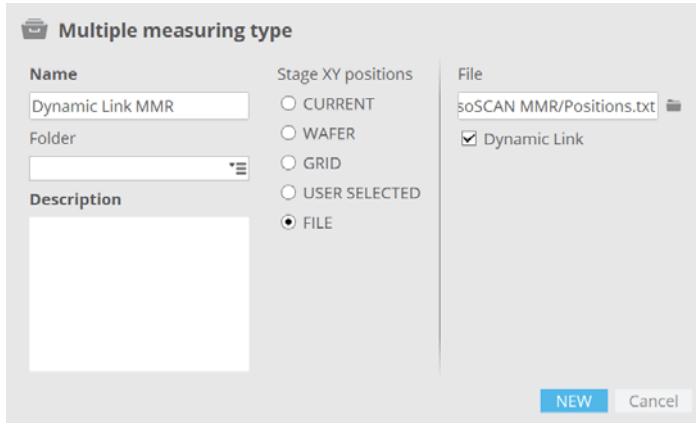 Multiple measuring type
Name
Dynamic Link MMR
Folder
Description
Stage XY positions
CURRENT
WAFER
GRID
USER SELECTED
FILE
File
soSCAN MMR/Positions.txt
Dynamic Link
NEW
Cancel